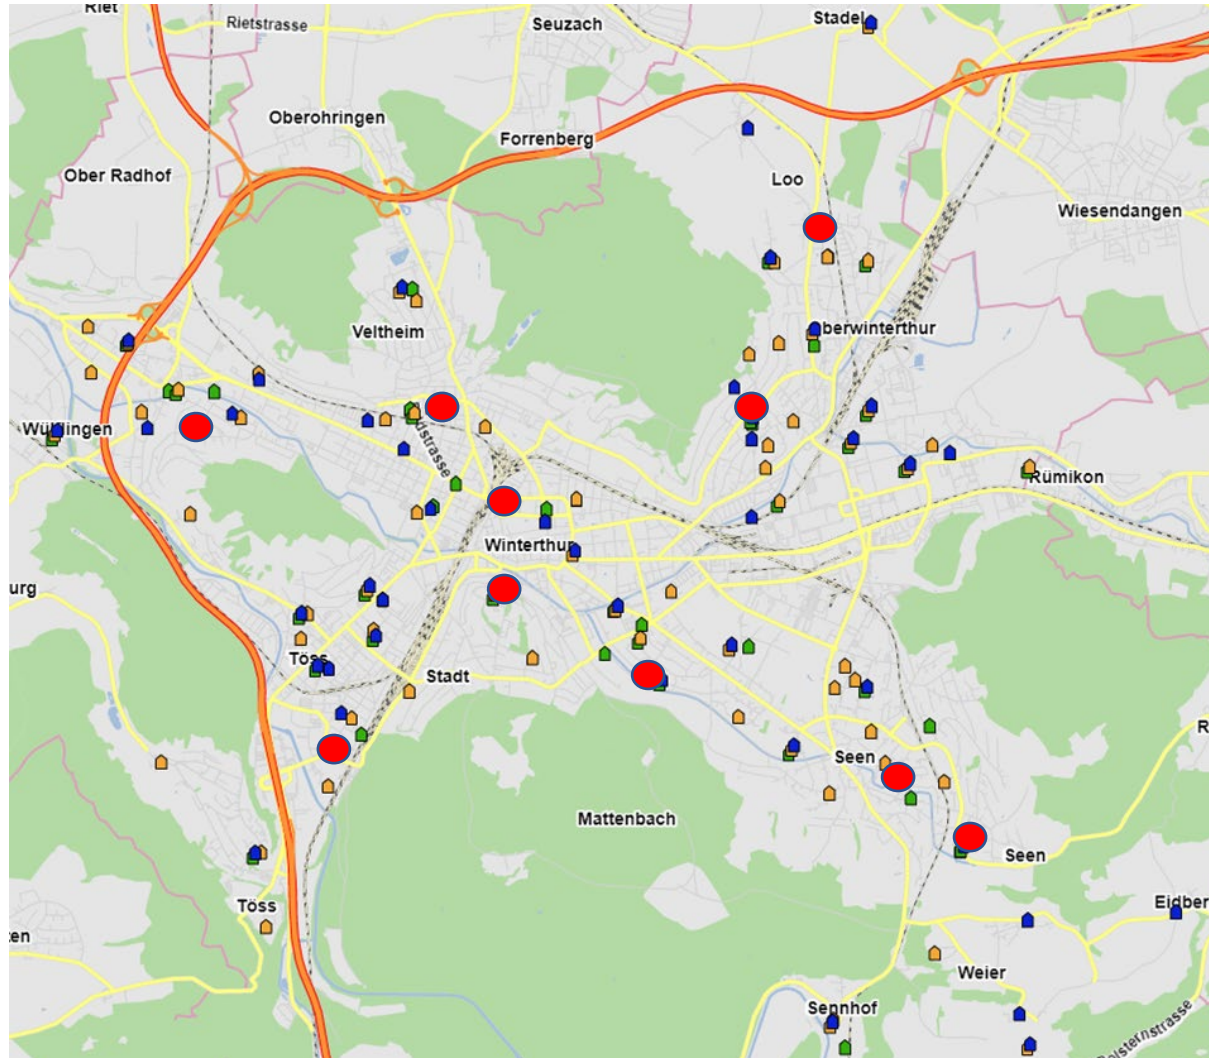 Riet
Rietstrasse
Seuzach
Stadel
Oberohringen
Forrenberg
Ober Radhof
Loo
Wiesendangen
Veltheim
Oberwinterthur
Wülflingen
Rümikon
Winterthur
urg
Töss
Stadt
R
Seen
Mattenbach
Seen
Töss
Eidber
ten
Weier
Sennhof